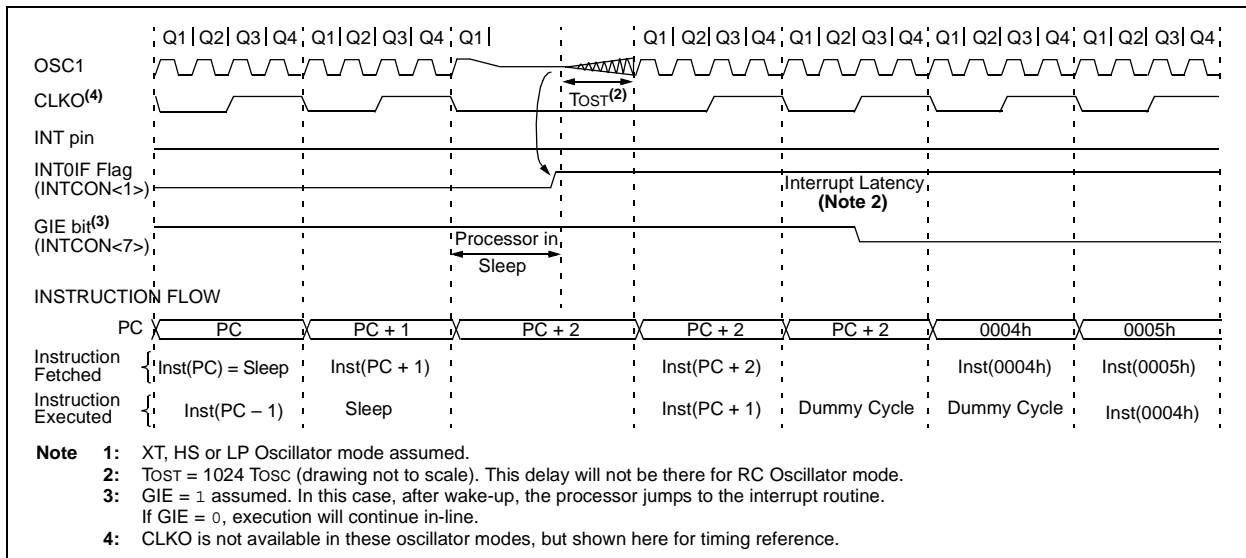 Q1 Q2 Q3 Q4 Q1 Q2 Q3 Q4 Q1 Q1 Q2 Q3 Q4 Q1 Q2 Q3 Q4 Q1 Q2 Q3 Q4 Q1 Q2 Q3 Q4
OSC1
CLKO(4)
TOST(2)
INT pin
INT0IF Flag
(INTCON<1>)
Interrupt Latency
(Note 2)
GIE bit(3)
(INTCON<7>)
Processor in
Sleep
INSTRUCTION FLOW
PC PC PC + 1 PC + 2 PC + 2 PC + 2 0004h 0005h
Instruction
Fetched
Inst(PC) = Sleep Inst(PC + 1) Inst(PC + 2) Inst(0004h) Inst(0005h)
Instruction
Executed
Inst(PC – 1) Sleep Inst(PC + 1) Dummy Cycle Dummy Cycle Inst(0004h)
Note 1: XT, HS or LP Oscillator mode assumed.
2: TOST = 1024 TOSC (drawing not to scale). This delay will not be there for RC Oscillator mode.
3: GIE = 1 assumed. In this case, after wake-up, the processor jumps to the interrupt routine.
If GIE = 0, execution will continue in-line.
4: CLKO is not available in these oscillator modes, but shown here for timing reference.